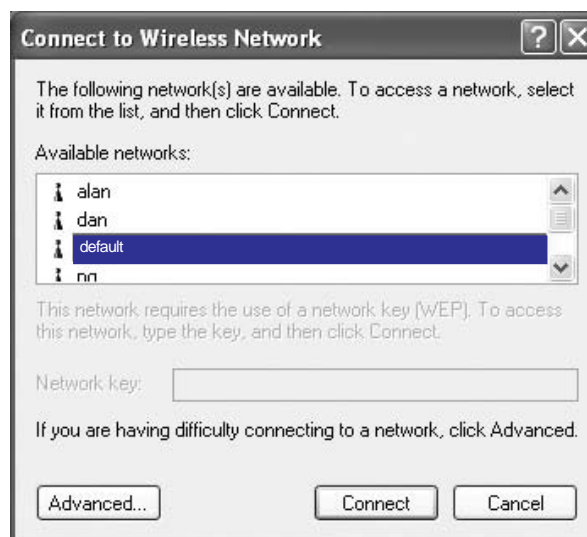 Connect to Wireless Network
The following network(s) are available. To access a network, select
it from the list, and then click Connect.
Available networks:
alan
dan
default
This network requires the use of a network key (WEP). To access
this network, type the key, and then click Connect.
Network key:
If you are having difficulty connecting to a network, click Advanced.
Advanced...
Connect
Cancel